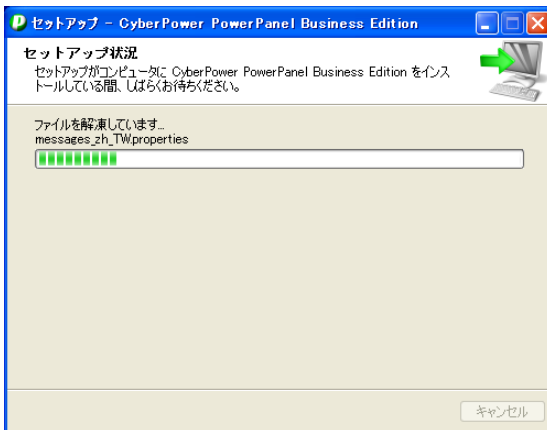 セットアップ - CyberPower PowerPanel Business Edition
セットアップ状況
セットアップがコンピュータに CyberPower PowerPanel Business Edition をインス
トールしている間、しばらくお待ちください。
ファイルを解凍しています...
messages_zh_TW.properties
キャンセル